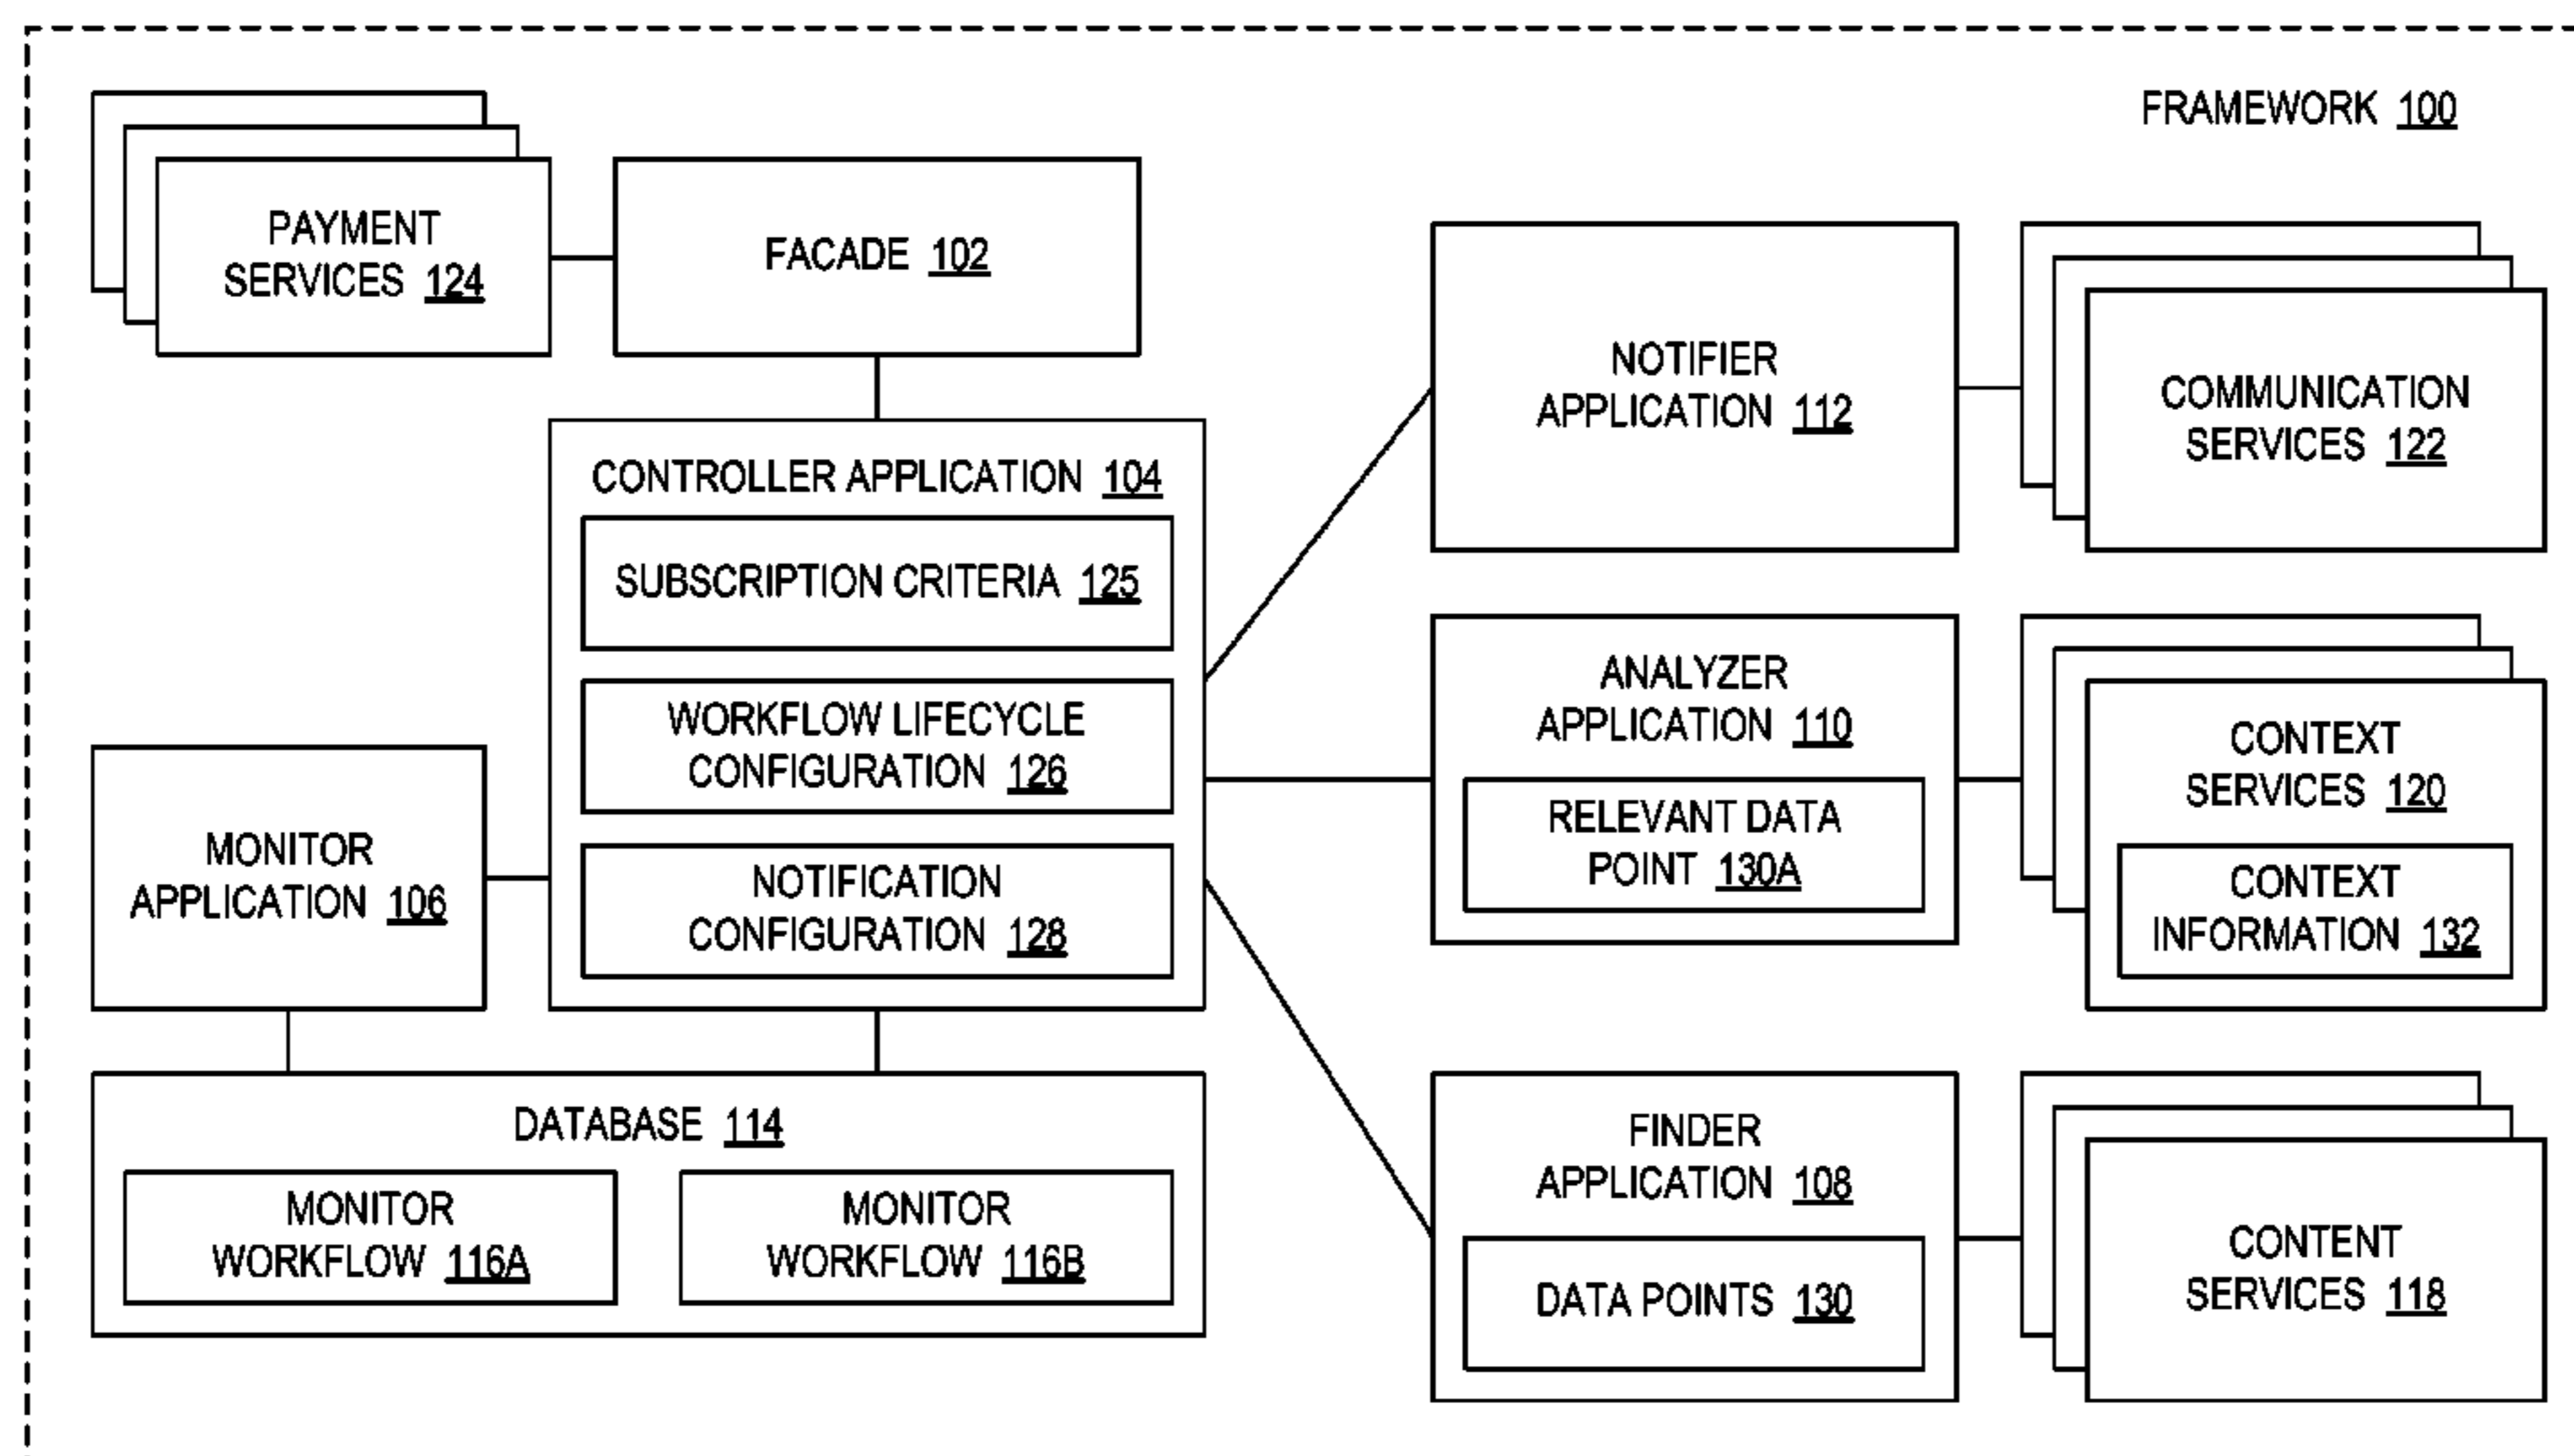 FRAMEWORK 100
PAYMENT
SERVICES 124
FACADE 102
CONTROLLER APPLICATION 104
SUBSCRIPTION CRITERIA 125
WORKFLOW LIFECYCLE
CONFIGURATION 126
NOTIFICATION
CONFIGURATION 128
MONITOR
APPLICATION 106
DATABASE 114
MONITOR
WORKFLOW 116A
MONITOR
WORKFLOW 116B
NOTIFIER
APPLICATION 112
COMMUNICATION
SERVICES 122
ANALYZER
APPLICATION 110
RELEVANT DATA
POINT 130A
CONTEXT
SERVICES 120
CONTEXT
INFORMATION 132
FINDER
APPLICATION 108
DATA POINTS 130
CONTENT
SERVICES 118